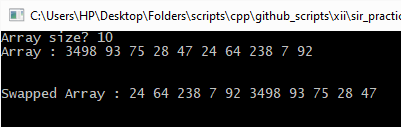 C:\Users\HP\Desktop\Folders\scripts\cpp\github_scripts\xii\sir_practic
Array size? 10
Array : 3498 93 75 28 47 24 64 238 7 92
Swapped Array : 24 64 238 7 92 3498 93 75 28 47